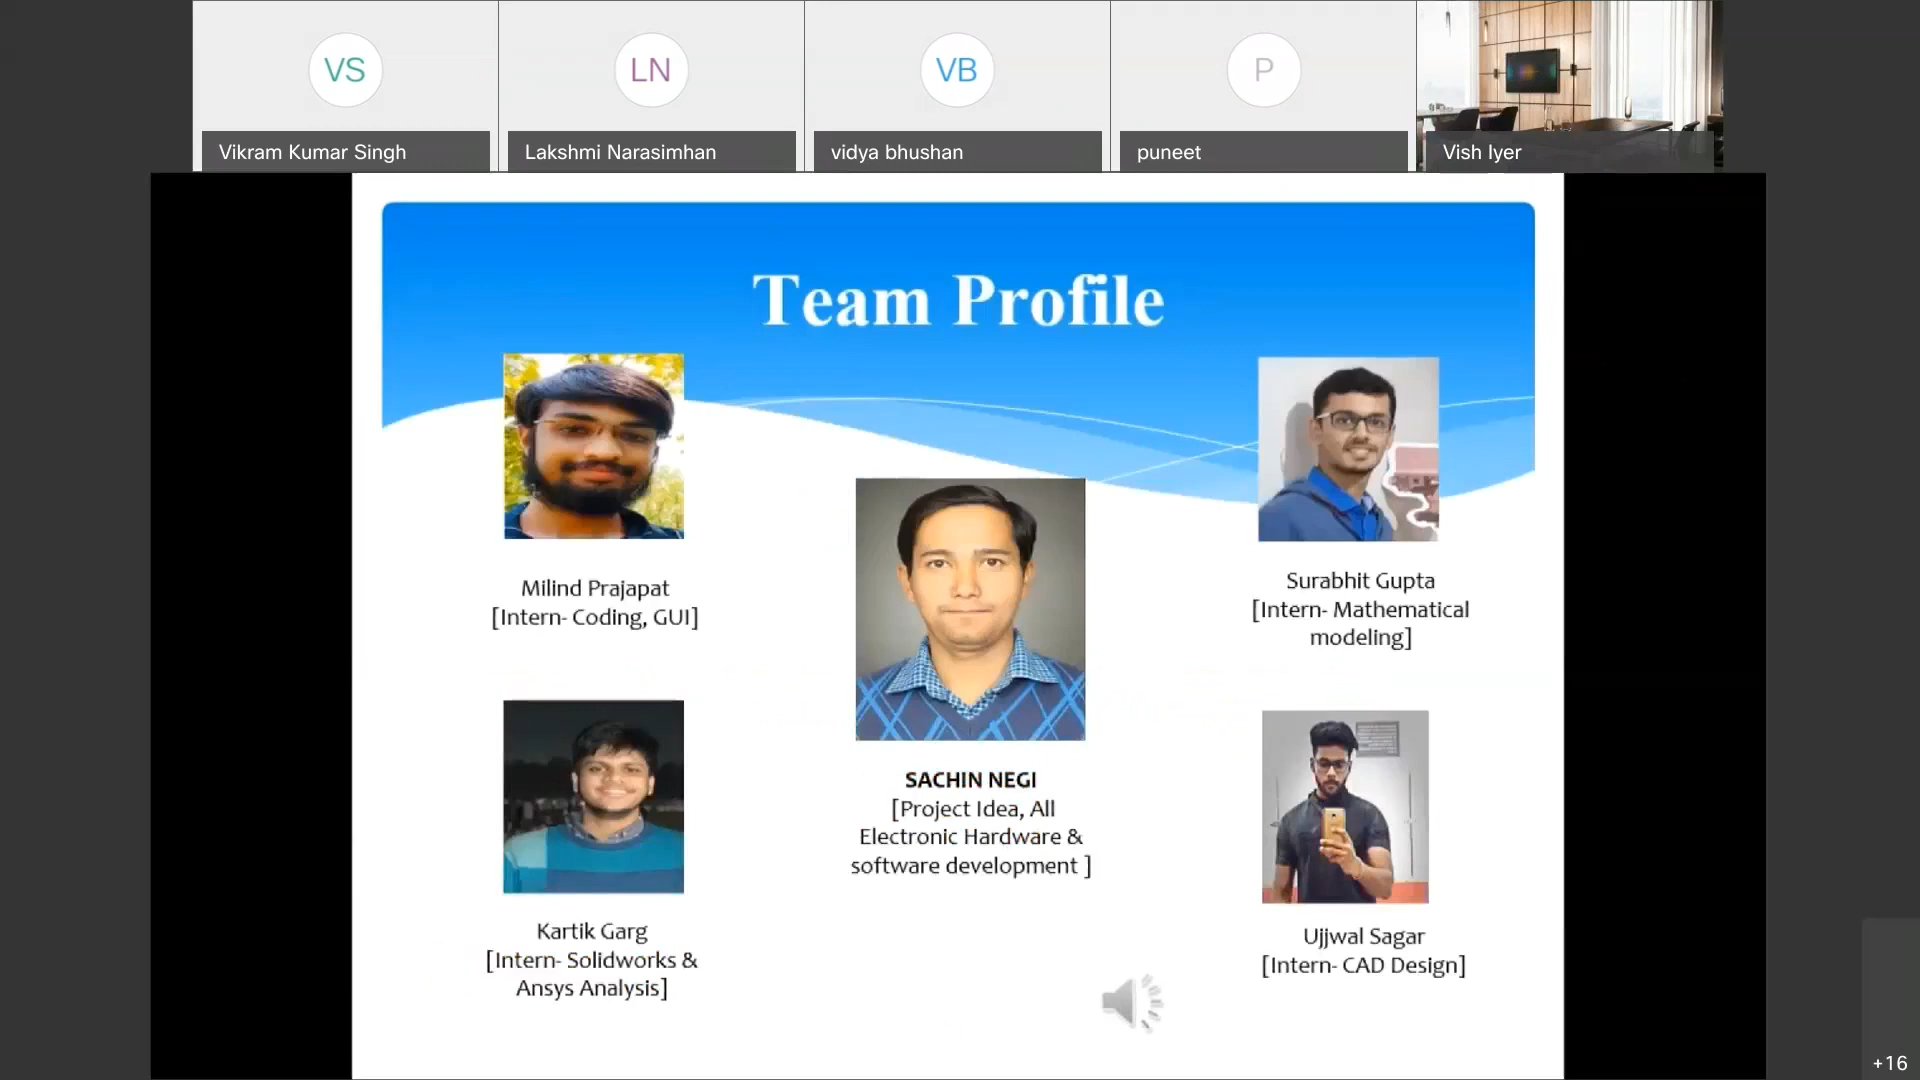 VS
LN
VB
P
Vikram Kumar Singh
Lakshmi Narasimhan
vidya bhushan
puneet
Vish Iyer
Team Profile
Milind Prajapat
[Intern- Coding, GUI]
Surabhit Gupta
[Intern- Mathematical
modeling]
SACHIN NEGI
[Project Idea, All
Electronic Hardware &
software development ]
Kartik Garg
[Intern- Solidworks &
Ansys Analysis]
Ujjwal Sagar
[Intern- CAD Design]
+16